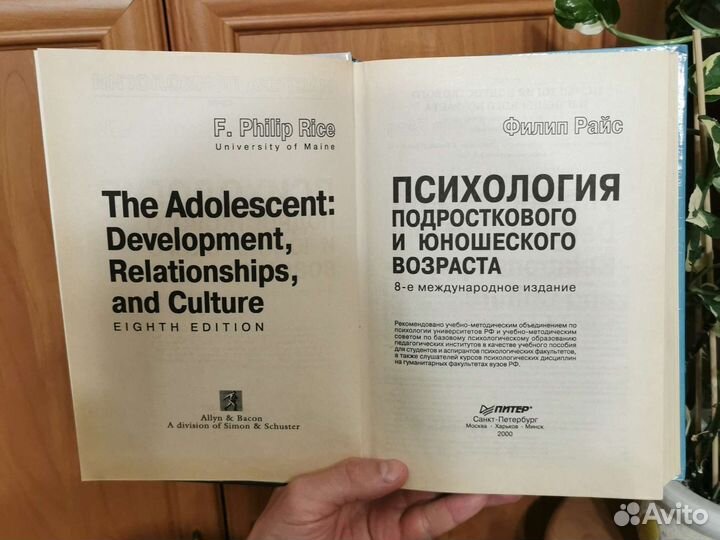 F. Philip Rice
University of Maine
The Adolescent:
Development,
Relationships,
and Culture
EIGHTH EDITION
Allyn & Bacon
A division of Simon & Schuster
Филип Райс
ПСИХОЛОГИЯ
ПОДРОСТКОВОГО
И ЮНОШЕСКОГО
ВОЗРАСТА
8-е международное издание
Рекомендовано учебно-методическим объединением по
психологии университетов РФ и учебно-методическим
советом по базовому психологическому образованию
педагогических институтов в качестве учебного пособия
для студентов и аспирантов психологических факультетов,
а также слушателей курсов психологических дисциплин
на гуманитарных факультетах вузов РФ.
ПИТЕР®
Санкт-Петербург
Москва · Харьков · Минск
2000
Avito